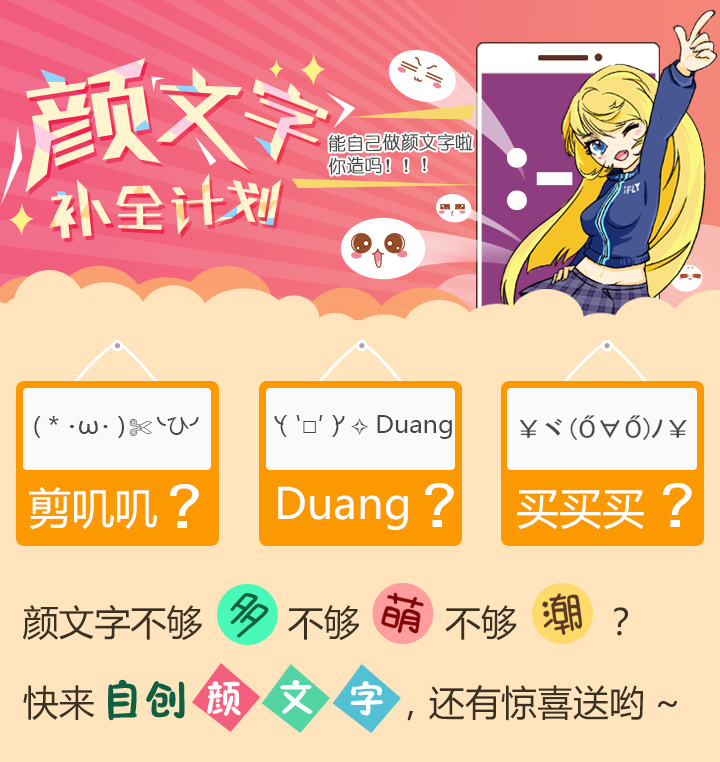 颜文字
补全计划
能自己做颜文字啦
你造吗！！！
:-
iFLY
( * ·ω· )✄╰ひ╯
Ƴ( ‵□′ )Ƴ✧ Duang
￥ヾ(Ő∀Ő)ﾉ￥
剪叽叽？
Duang？
买买买？
颜文字不够 多 不够 萌 不够 潮 ？
快来自创颜文字，还有惊喜送哟～